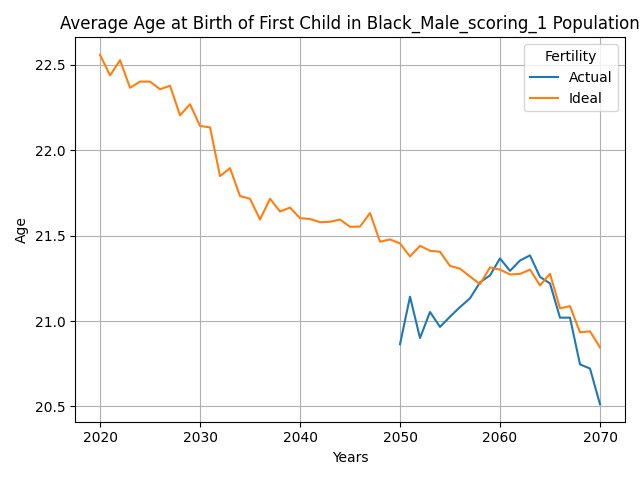 Average Age at Birth of First Child in Black_Male_scoring_1 Population
Fertility
Actual
Ideal
22.5
22.0
21.5
21.0
20.5
Age
2020
2030
2040
2050
2060
2070
Years